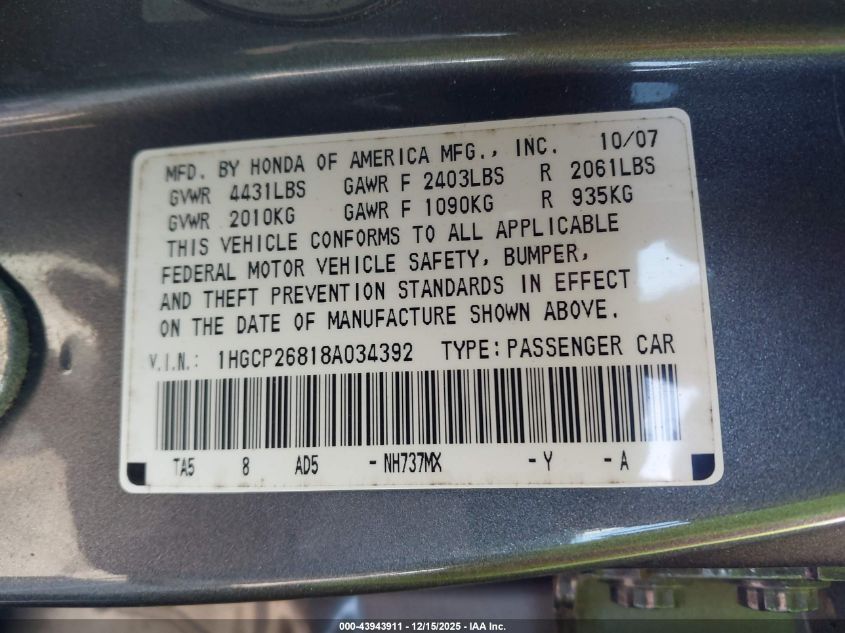 MFD. BY HONDA OF AMERICA MFG., INC. 10/07
GVWR 4431LBS GAWR F 2403LBS R 2061LBS
GVWR 2010KG GAWR F 1090KG R 935KG
THIS VEHICLE CONFORMS TO ALL APPLICABLE
FEDERAL MOTOR VEHICLE SAFETY, BUMPER,
AND THEFT PREVENTION STANDARDS IN EFFECT
ON THE DATE OF MANUFACTURE SHOWN ABOVE.
V.I.N.: 1HGCP26818A034392 TYPE: PASSENGER CAR
TA5 8 AD5 -NH737MX -Y -A
000-43943911 - 12/15/2025 - IAA Inc.